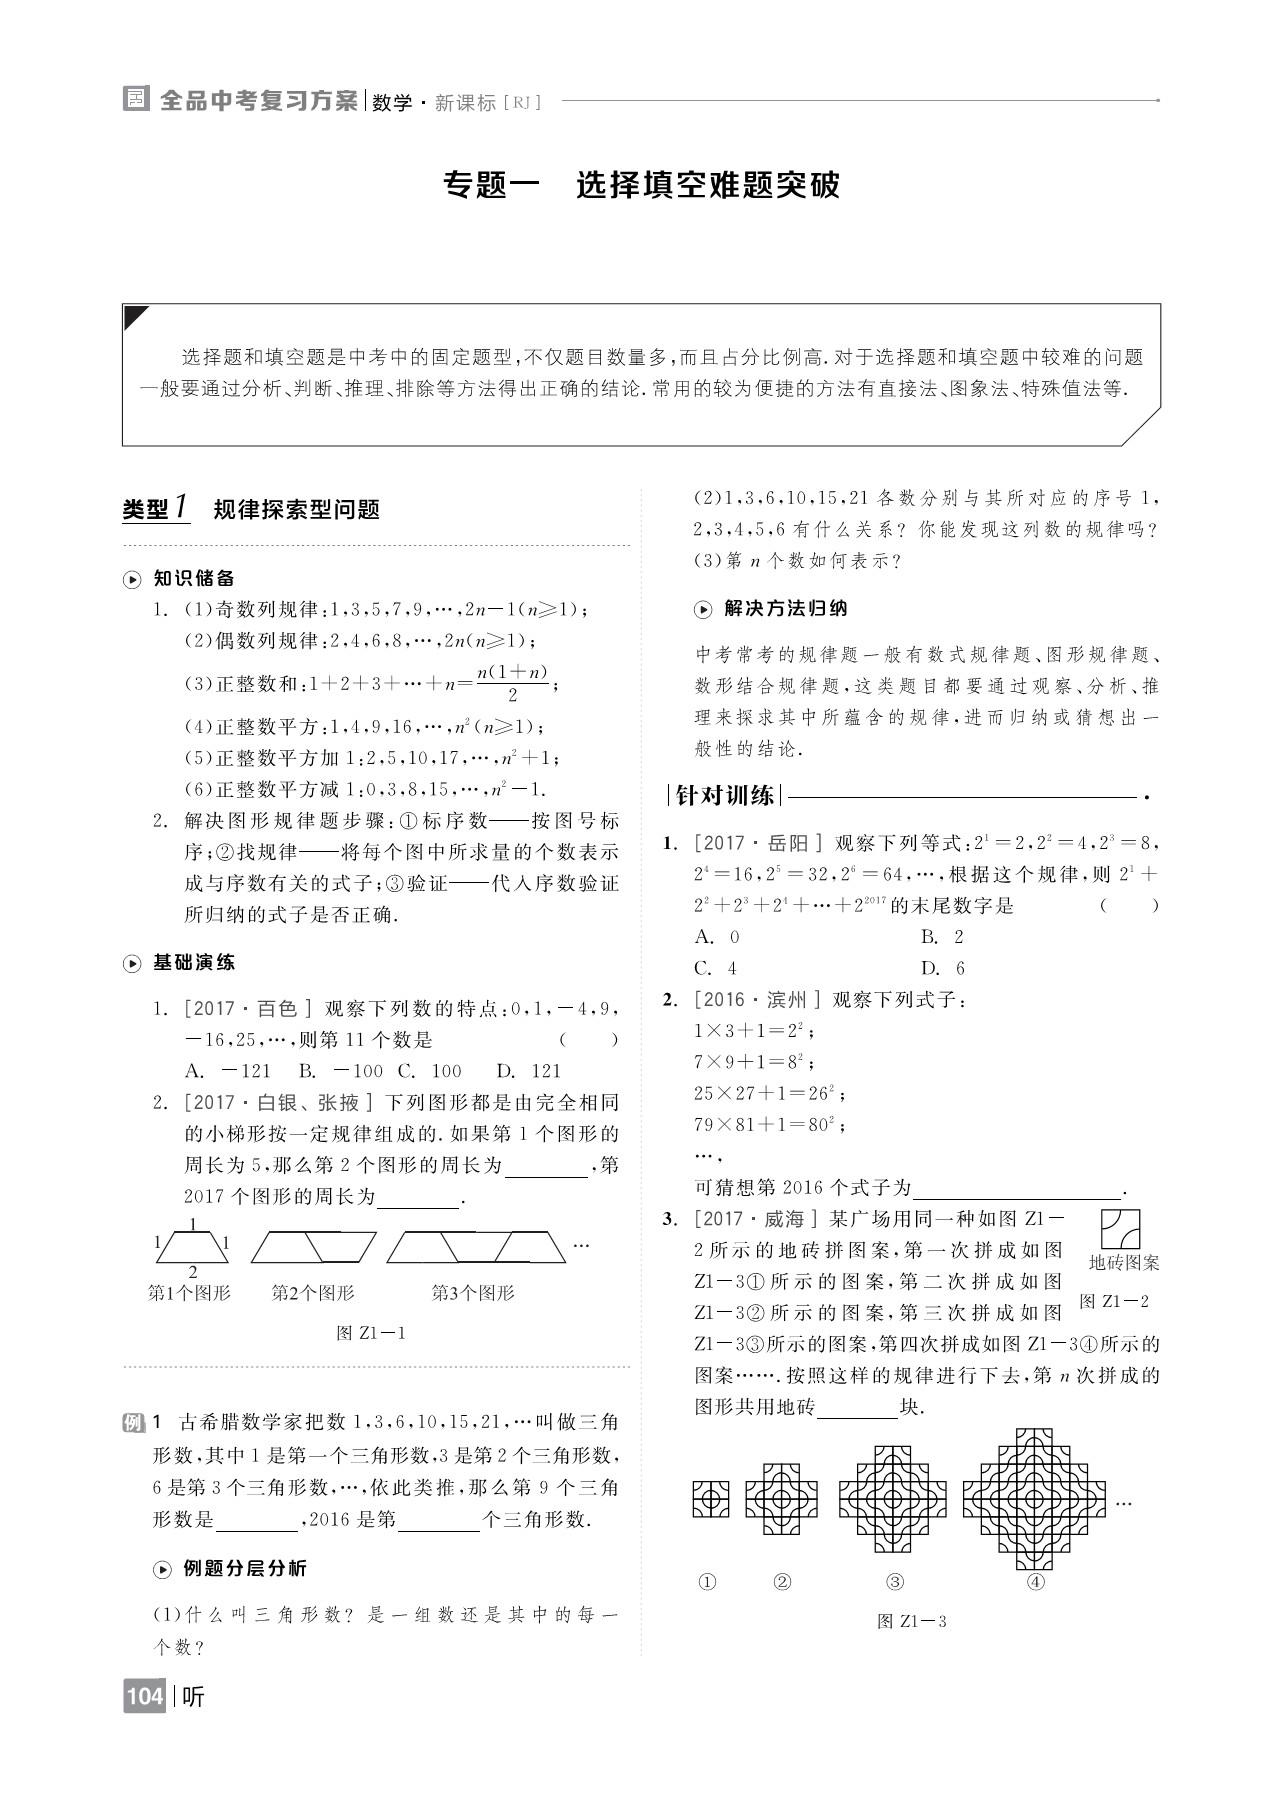 全品中考复习方案 数学·新课标[RJ]
专题一 选择填空难题突破
选择题和填空题是中考中的固定题型,不仅题目数量多,而且占分比例高.对于选择题和填空题中较难的问题
一般要通过分析、判断、推理、排除等方法得出正确的结论.常用的较为便捷的方法有直接法、图象法、特殊值法等.
类型1 规律探索型问题
知识储备
1. (1)奇数列规律:1,3,5,7,9,…,2n−1(n⩾1);
(2)偶数列规律:2,4,6,8,…,2n(n⩾1);
(3)正整数和:1+2+3+…+n=n(1+n)/2;
(4)正整数平方:1,4,9,16,…,n²(n⩾1);
(5)正整数平方加1:2,5,10,17,…,n²+1;
(6)正整数平方减1:0,3,8,15,…,n²−1.
2. 解决图形规律题步骤:①标序数——按图号标
序;②找规律——将每个图中所求量的个数表示
成与序数有关的式子;③验证——代入序数验证
所归纳的式子是否正确.
基础演练
1. [2017·百色] 观察下列数的特点:0,1,−4,9,
−16,25,…,则第11个数是 ( )
A. −121 B. −100 C. 100 D. 121
2. [2017·白银、张掖] 下列图形都是由完全相同
的小梯形按一定规律组成的.如果第1个图形的
周长为5,那么第2个图形的周长为________,第
2017个图形的周长为________.
1
1 1 …
2
第1个图形 第2个图形 第3个图形
图 Z1−1
例1 古希腊数学家把数1,3,6,10,15,21,…叫做三角
形数,其中1是第一个三角形数,3是第2个三角形数,
6是第3个三角形数,…,依此类推,那么第9个三角
形数是________,2016是第________个三角形数.
例题分层分析
(1)什么叫三角形数? 是一组数还是其中的每一
个数?
(2)1,3,6,10,15,21各数分别与其所对应的序号1,
2,3,4,5,6有什么关系? 你能发现这列数的规律吗?
(3)第n个数如何表示?
解决方法归纳
中考常考的规律题一般有数式规律题、图形规律题、
数形结合规律题,这类题目都要通过观察、分析、推
理来探求其中所蕴含的规律,进而归纳或猜想出一
般性的结论.
针对训练
1. [2017·岳阳] 观察下列等式:2¹=2,2²=4,2³=8,
2⁴=16,2⁵=32,2⁶=64,…,根据这个规律,则2¹+
2²+2³+2⁴+…+2²⁰¹⁷的末尾数字是 ( )
A. 0 B. 2
C. 4 D. 6
2. [2016·滨州] 观察下列式子:
1×3+1=2²;
7×9+1=8²;
25×27+1=26²;
79×81+1=80²;
…,
可猜想第2016个式子为____________________.
3. [2017·威海] 某广场用同一种如图Z1−
2所示的地砖拼图案,第一次拼成如图
Z1−3①所示的图案,第二次拼成如图
Z1−3②所示的图案,第三次拼成如图
Z1−3③所示的图案,第四次拼成如图Z1−3④所示的
图案…….按照这样的规律进行下去,第n次拼成的
图形共用地砖________块.
地砖图案
图 Z1−2
…
① ② ③ ④
图 Z1−3
104 听